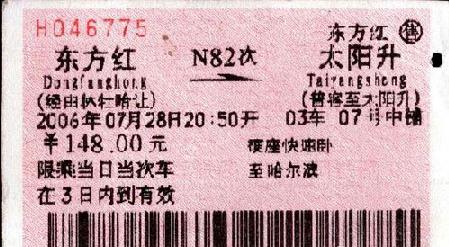 H046775
东方红 售
东方红 N82次 太阳升
Dongfanghong Taiyangsheng
(经由佳牡哈让) (普客至太阳升)
2006年07月28日20:50开 03车 07号中铺
¥148.00元 硬座快速卧
限乘当日当次车 至哈尔滨
在3日内到有效